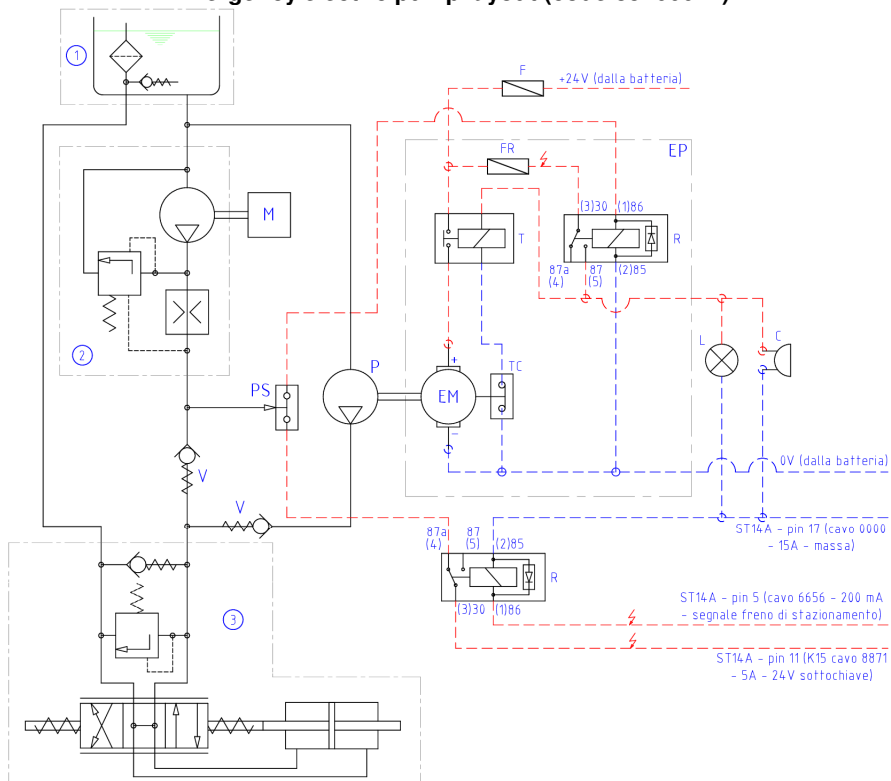 1
F
+24V (dalla batteria)
EP
FR
2
M
(3)30 (1)86
T
R
87a
(4)
87
(5)
(2)85
L
C
PS
P
+
EM
–
TC
V
V
0V (dalla batteria)
87a
(4)
87
(5)
(2)85
R
(3)30 (1)86
ST14A – pin 17 (cavo 0000
– 15A – massa)
ST14A – pin 5 (cavo 6656 – 200 mA
– segnale freno di stazionamento)
ST14A – pin 11 (K15 cavo 8871
– 5A – 24V sottochiave)
3